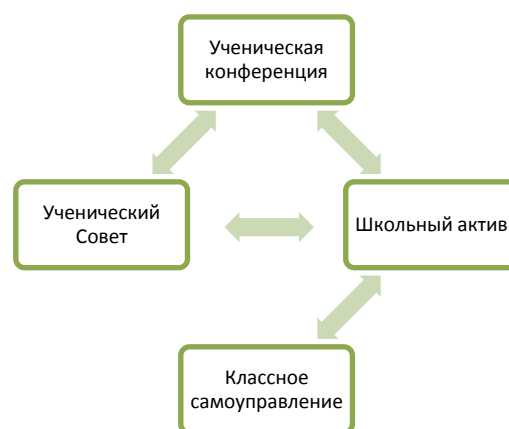 Ученическая
конференция
Ученический
Совет
Школьный актив
Классное
самоуправление